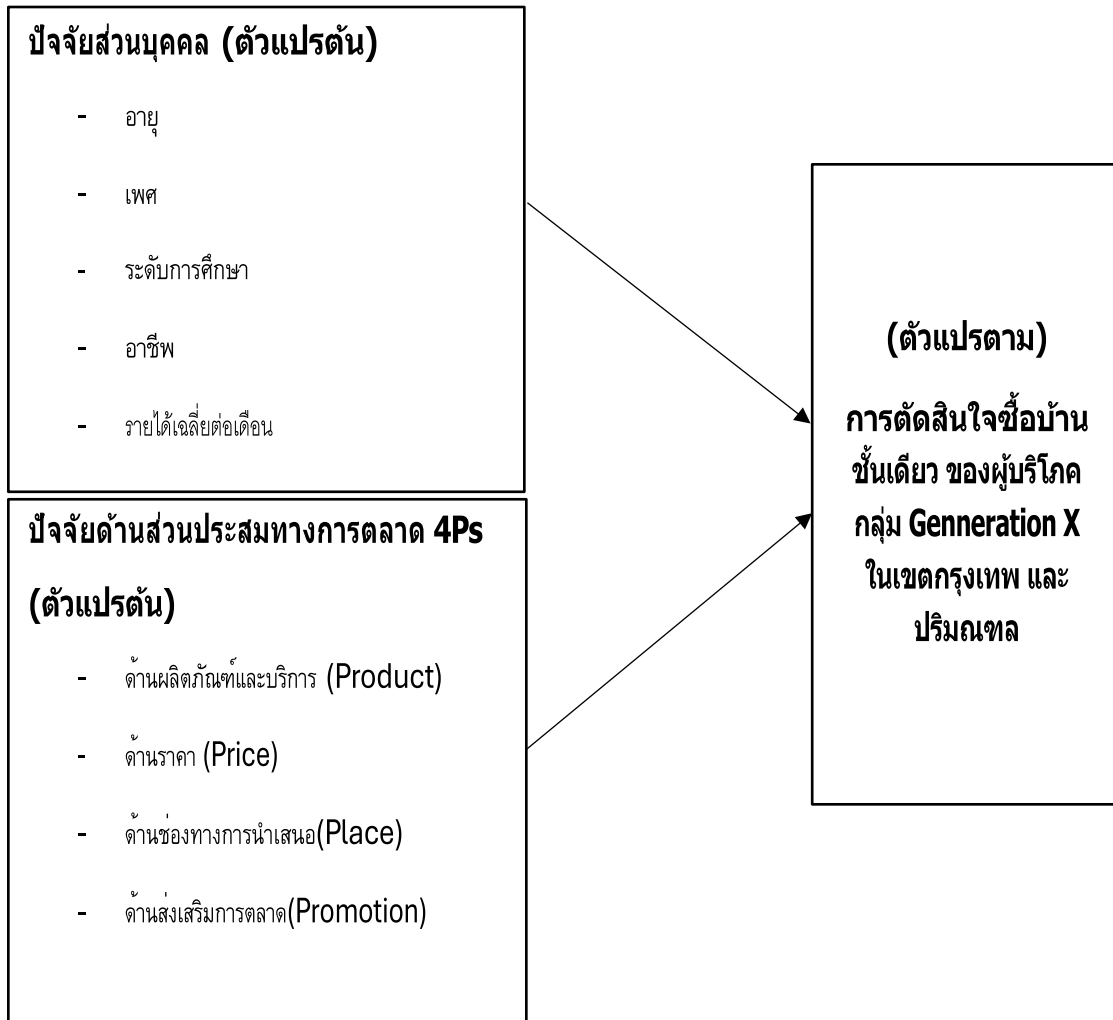 ปัจจัยส่วนบุคคล (ตัวแปรต้น)
- อายุ
- เพศ
- ระดับการศึกษา
- อาชีพ
- รายได้เฉลี่ยต่อเดือน
ปัจจัยด้านส่วนประสมทางการตลาด 4Ps
(ตัวแปรต้น)
- ด้านผลิตภัณฑ์และบริการ (Product)
- ด้านราคา (Price)
- ด้านช่องทางการนำเสนอ(Place)
- ด้านส่งเสริมการตลาด(Promotion)
(ตัวแปรตาม)
การตัดสินใจซื้อบ้าน
ชั้นเดียว ของผู้บริโภค
กลุ่ม Genneration X
ในเขตกรุงเทพ และ
ปริมณฑล